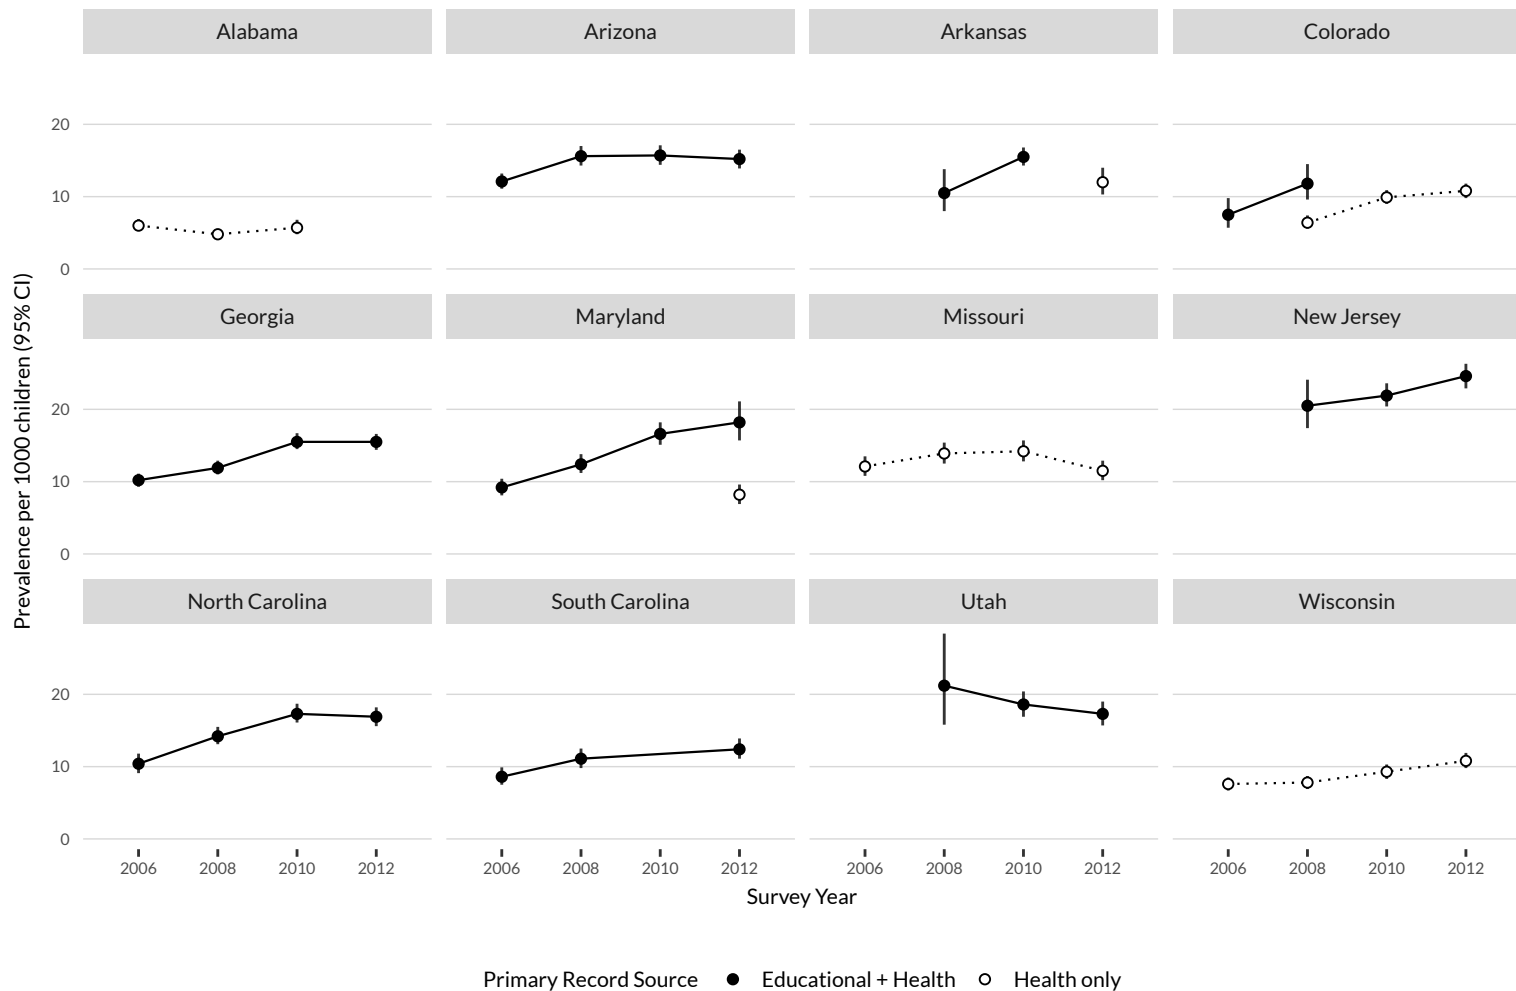 Alabama Arizona Arkansas Colorado
20
10
0
Georgia Maryland Missouri New Jersey
20
10
0
North Carolina South Carolina Utah Wisconsin
20
10
0
2006 2008 2010 2012 2006 2008 2010 2012 2006 2008 2010 2012 2006 2008 2010 2012
Prevalence per 1000 children (95% CI)
Survey Year
Primary Record Source Educational + Health Health only